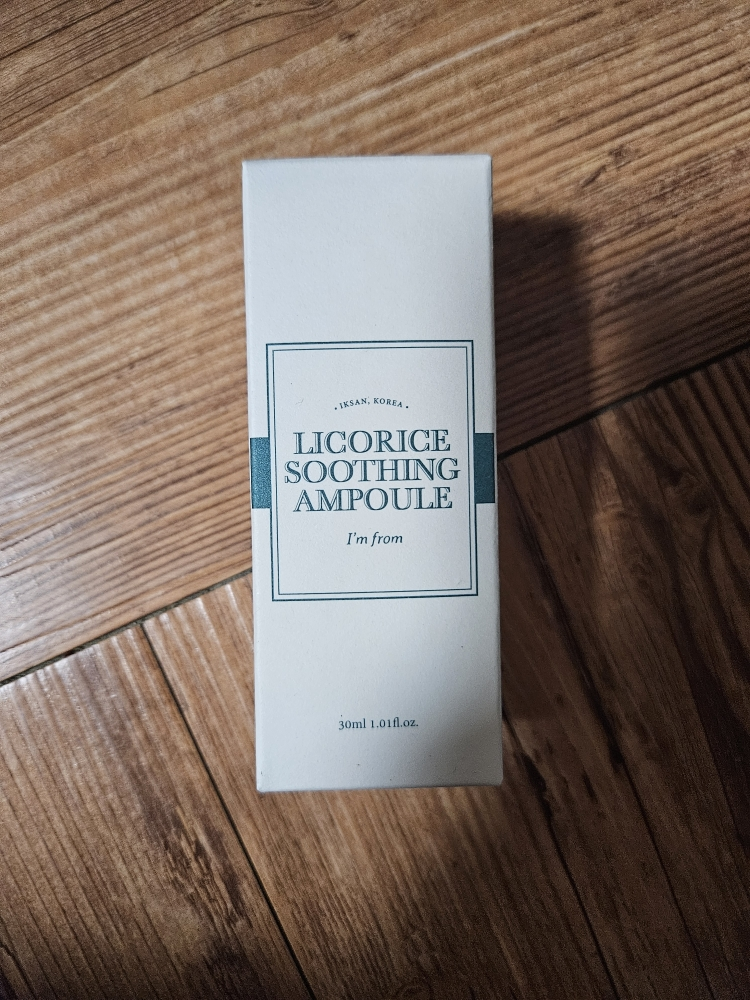 • IKSAN, KOREA •
LICORICE
SOOTHING
AMPOULE
I'm from
30ml 1.01fl.oz.